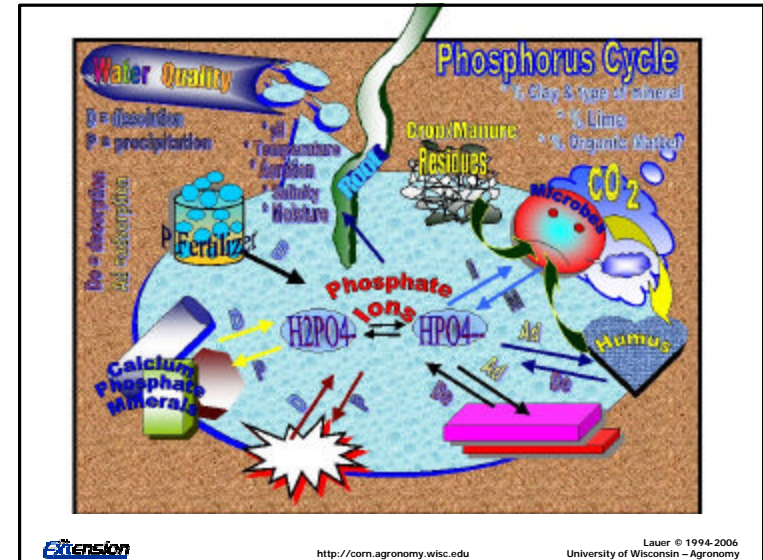 Phosphorus Cycle
* % Clay & type of mineral
* % Lime
* % Organic Matter
Water Quality
D = dissolution
P = precipitation
De = desorption
Ad = adsorption
* pH
* Temperature
* Aeration
* Salinity
* Moisture
ROOT
Crop/Manure
Residues
Microbes
CO2
P Fertilizer
D
Phosphate
Ions
H2PO4-
HPO4--
I
M
Humus
Ad
De
Ad
De
D
P
Calcium
Phosphate
Minerals
D
P
Extension
http://corn.agronomy.wisc.edu
Lauer © 1994-2006
University of Wisconsin – Agronomy